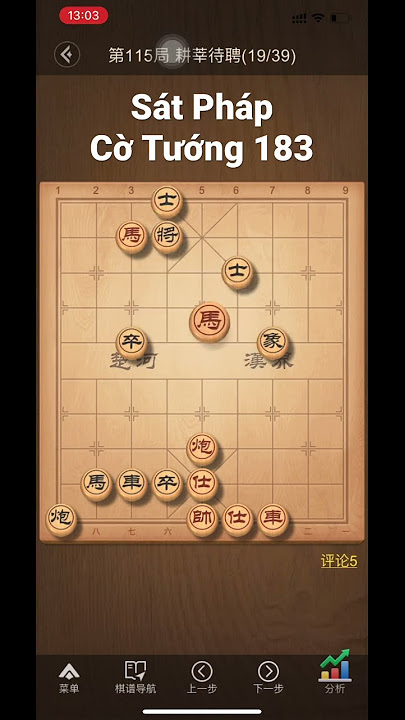 13:03
第115局 耕莘待聘(19/39)
Sát Pháp
Cờ Tướng 183
1 2 3 4 5 6 7 8 9
士
馬 將
士
馬
卒 象
楚河 漢界
炮
馬 車 卒 仕
炮 帥 仕 車
八 七 六 二 一
评论5
菜单 棋谱导航 上一步 下一步 分析